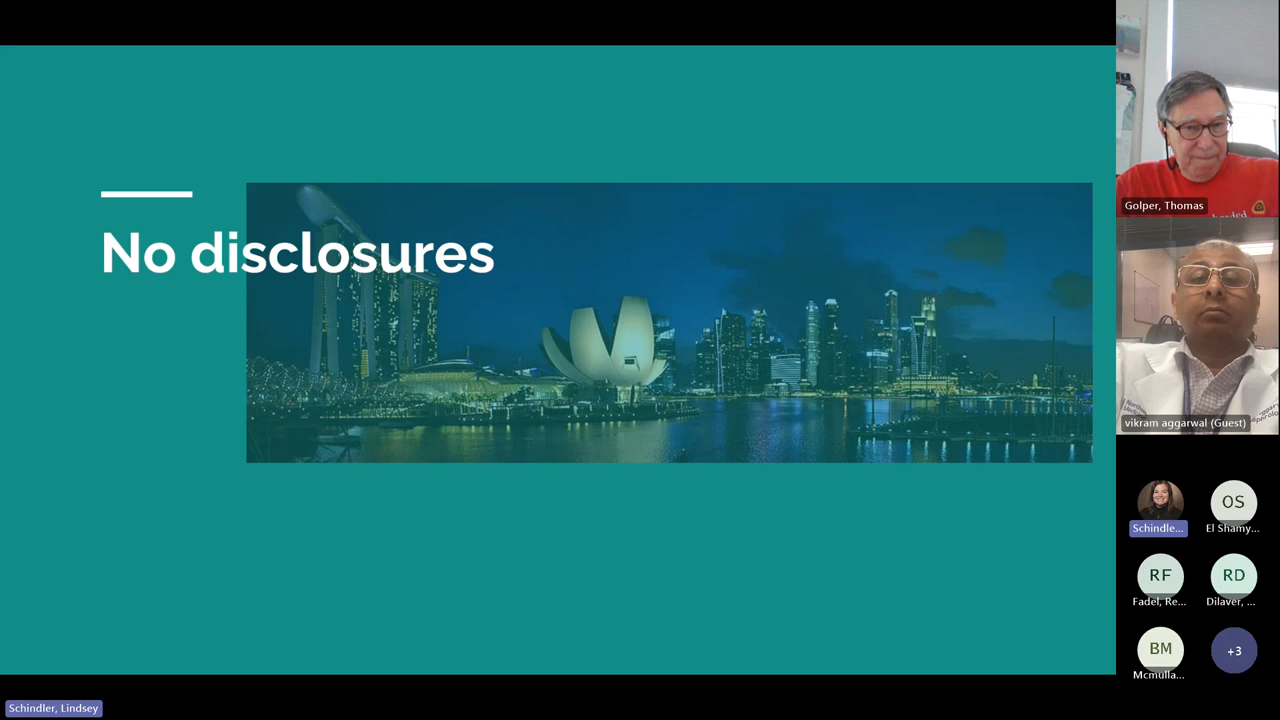 No disclosures
Golper, Thomas
vikram aggarwal (Guest)
Schindle...
OS
El Shamy...
RF
Fadel, Re...
RD
Dilaver, ...
BM
Mcmulla...
+3
Schindler, Lindsey